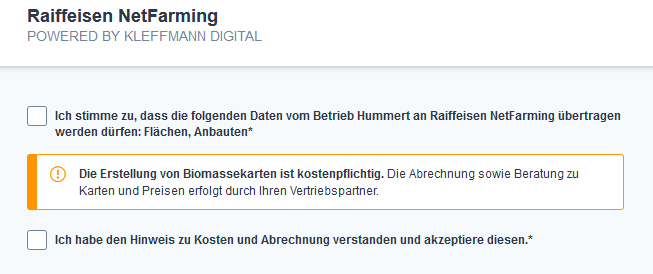 Raiffeisen NetFarming
POWERED BY KLEFFMANN DIGITAL
Ich stimme zu, dass die folgenden Daten vom Betrieb Hummert an Raiffeisen NetFarming übertragen
werden dürfen: Flächen, Anbauten*
Die Erstellung von Biomassekarten ist kostenpflichtig. Die Abrechnung sowie Beratung zu
Karten und Preisen erfolgt durch Ihren Vertriebspartner.
Ich habe den Hinweis zu Kosten und Abrechnung verstanden und akzeptiere diesen.*